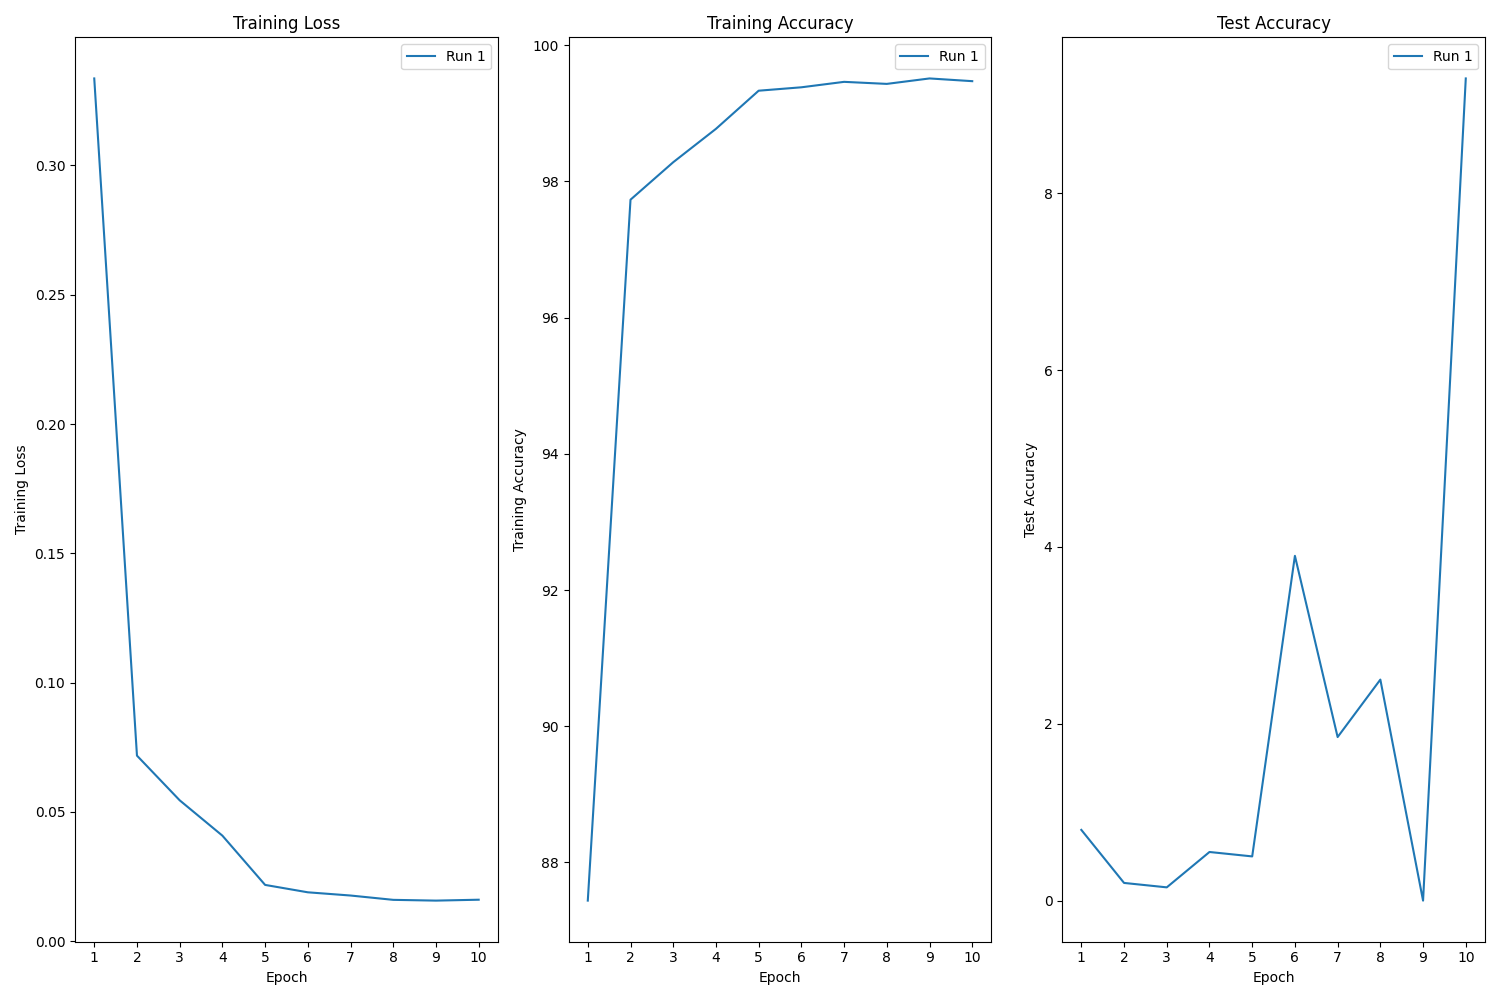 Training Loss
Run 1
0.30
0.25
0.20
0.15
0.10
0.05
0.00
Training Loss
1 2 3 4 5 6 7 8 9 10
Epoch
Training Accuracy
Run 1
100
98
96
94
92
90
88
Training Accuracy
1 2 3 4 5 6 7 8 9 10
Epoch
Test Accuracy
Run 1
8
6
4
2
0
Test Accuracy
1 2 3 4 5 6 7 8 9 10
Epoch